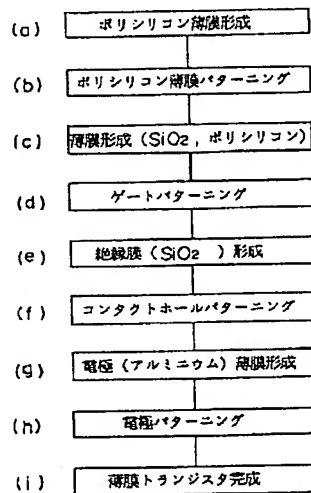 (a) ポリシリコン薄膜形成
(b) ポリシリコン薄膜パターニング
(c) 薄膜形成(SiO2,ポリシリコン)
(d) ゲートパターニング
(e) 絶縁膜(SiO2 )形成
(f) コンタクトホールパターニング
(g) 電極(アルミニウム)薄膜形成
(h) 電極パターニング
(i) 薄膜トランジスタ完成